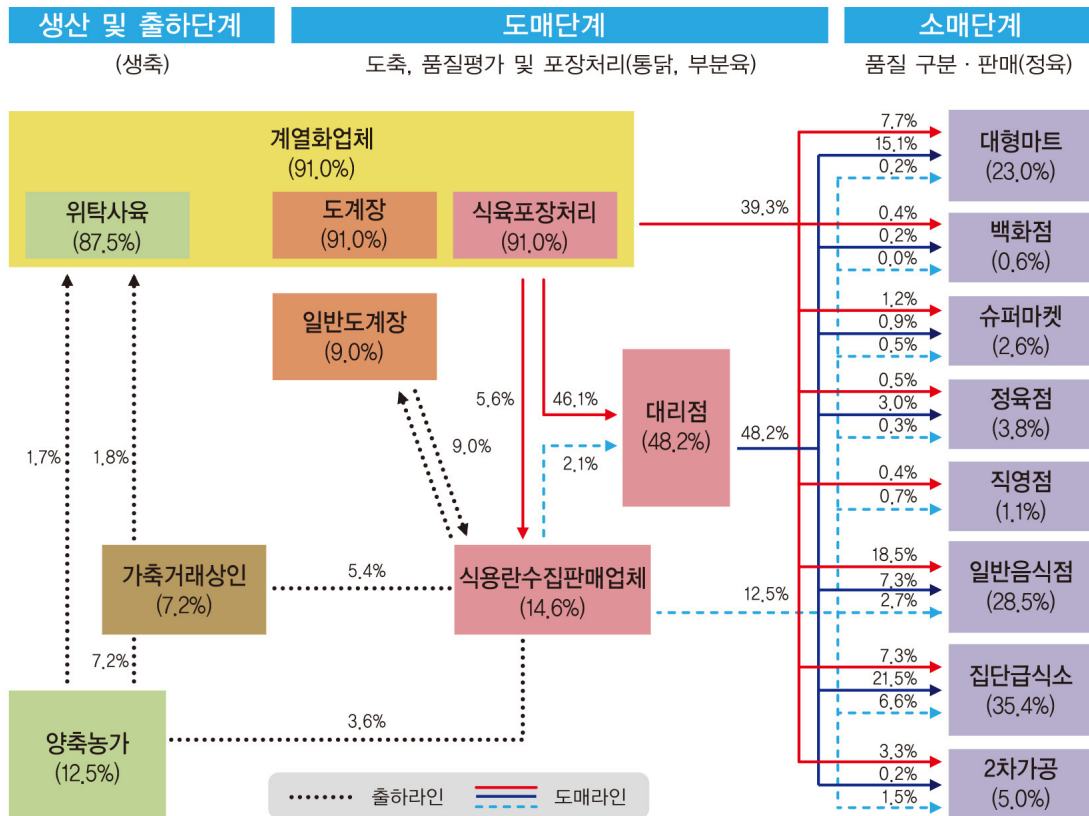 생산 및 출하단계
(생축)
도매단계
도축, 품질평가 및 포장처리(통닭, 부분육)
소매단계
품질 구분 · 판매(정육)
계열화업체
(91.0%)
위탁사육
(87.5%)
도계장
(91.0%)
식육포장처리
(91.0%)
일반도계장
(9.0%)
대리점
(48.2%)
가축거래상인
(7.2%)
식용란수집판매업체
(14.6%)
양축농가
(12.5%)
1.7%
1.8%
7.2%
5.4%
3.6%
9.0%
5.6%
46.1%
2.1%
39.3%
48.2%
12.5%
7.7%
15.1%
0.2%
대형마트
(23.0%)
0.4%
0.2%
0.0%
백화점
(0.6%)
1.2%
0.9%
0.5%
슈퍼마켓
(2.6%)
0.5%
3.0%
0.3%
정육점
(3.8%)
0.4%
0.7%
직영점
(1.1%)
18.5%
7.3%
2.7%
일반음식점
(28.5%)
7.3%
21.5%
6.6%
집단급식소
(35.4%)
3.3%
0.2%
1.5%
2차가공
(5.0%)
출하라인
도매라인